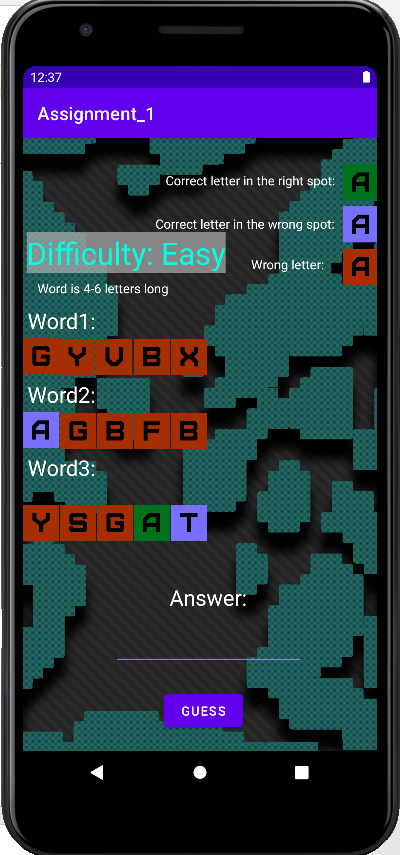 12:37
Assignment_1
Correct letter in the right spot: A
Correct letter in the wrong spot: A
Difficulty: Easy
Wrong letter: A
Word is 4-6 letters long
Word1:
G Y U B X
Word2:
A G B F B
Word3:
Y S G A T
Answer:
GUESS